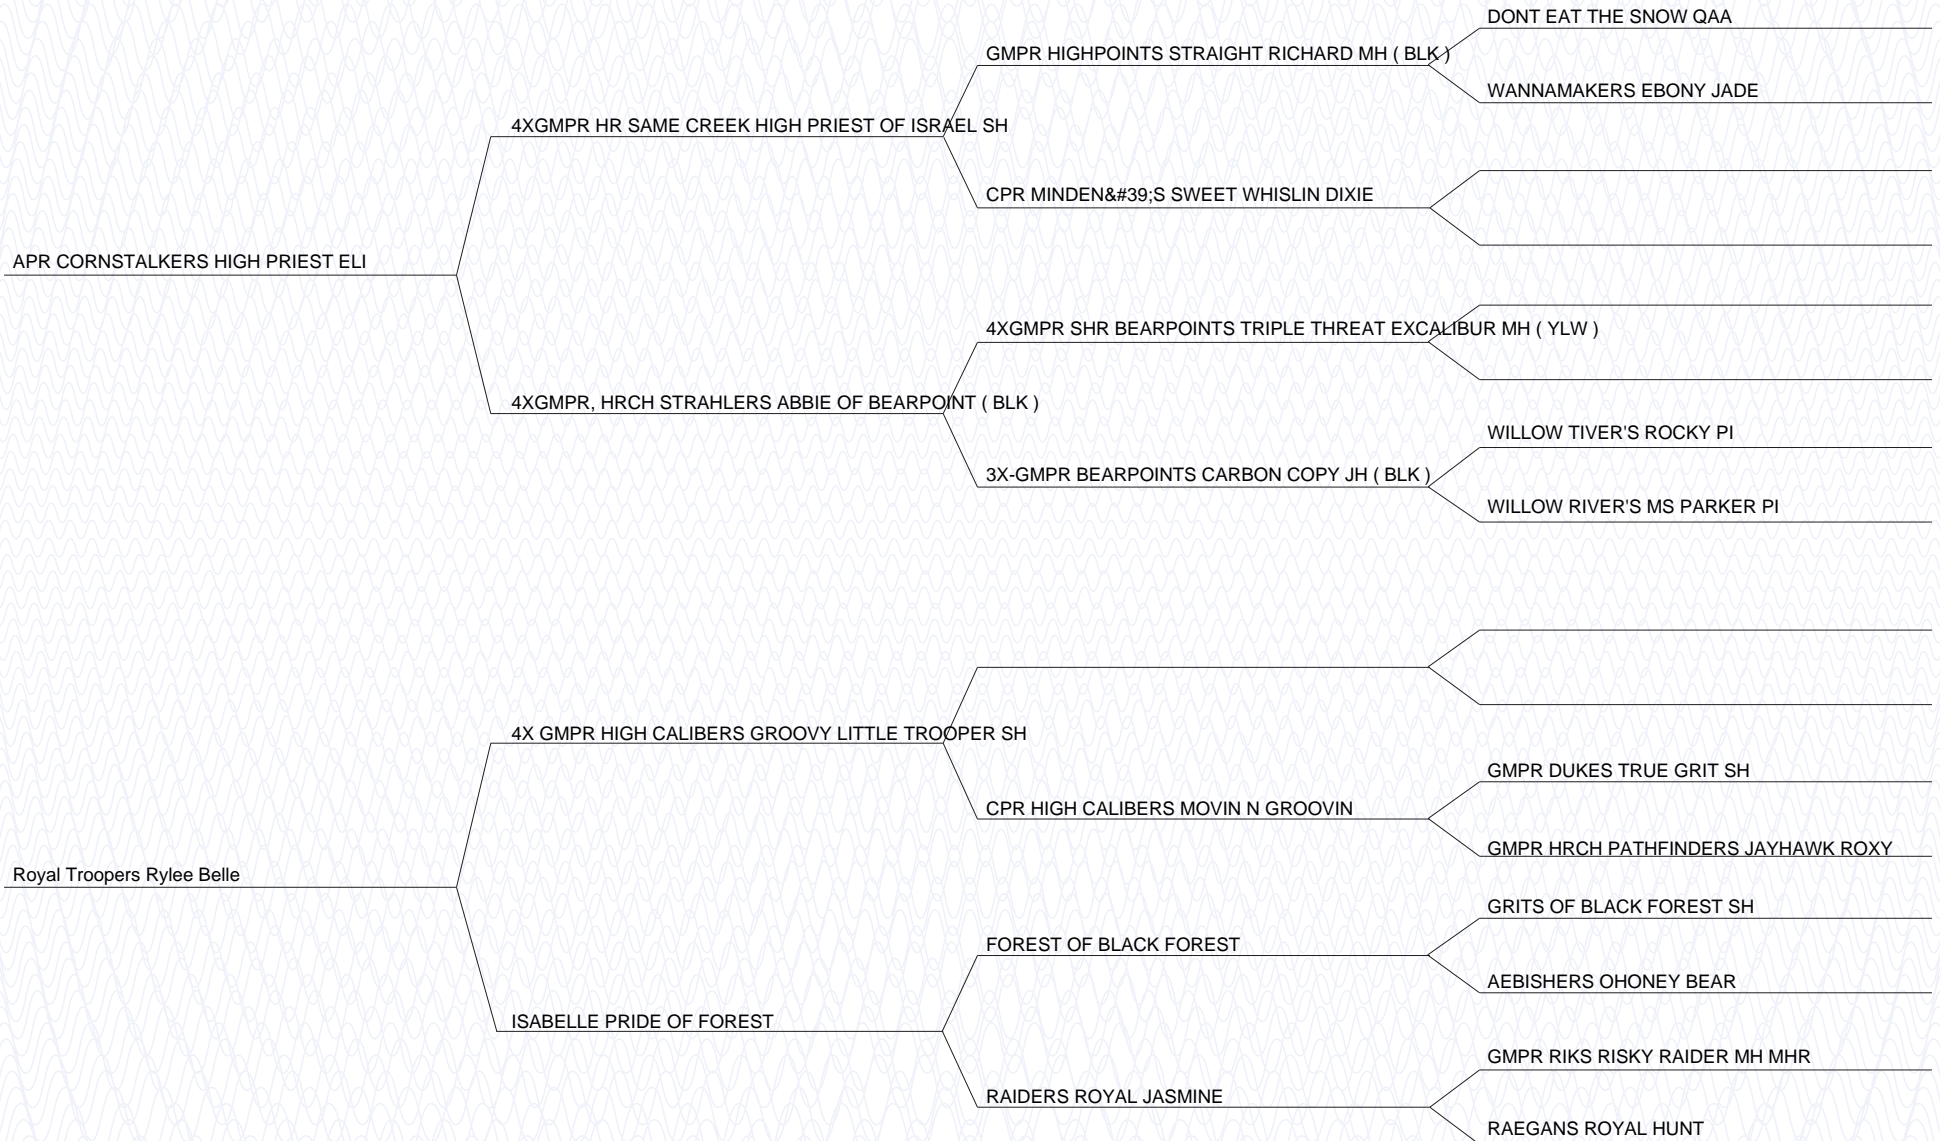 DONT EAT THE SNOW QAA
GMPR HIGHPOINTS STRAIGHT RICHARD MH ( BLK )
WANNAMAKERS EBONY JADE
4XGMPR HR SAME CREEK HIGH PRIEST OF ISRAEL SH
CPR MINDEN&#39;S SWEET WHISLIN DIXIE
APR CORNSTALKERS HIGH PRIEST ELI
4XGMPR SHR BEARPOINTS TRIPLE THREAT EXCALIBUR MH ( YLW )
4XGMPR, HRCH STRAHLERS ABBIE OF BEARPOINT ( BLK )
WILLOW TIVER'S ROCKY PI
3X-GMPR BEARPOINTS CARBON COPY JH ( BLK )
WILLOW RIVER'S MS PARKER PI
4X GMPR HIGH CALIBERS GROOVY LITTLE TROOPER SH
GMPR DUKES TRUE GRIT SH
CPR HIGH CALIBERS MOVIN N GROOVIN
GMPR HRCH PATHFINDERS JAYHAWK ROXY
Royal Troopers Rylee Belle
GRITS OF BLACK FOREST SH
FOREST OF BLACK FOREST
AEBISHERS OHONEY BEAR
ISABELLE PRIDE OF FOREST
GMPR RIKS RISKY RAIDER MH MHR
RAIDERS ROYAL JASMINE
RAEGANS ROYAL HUNT